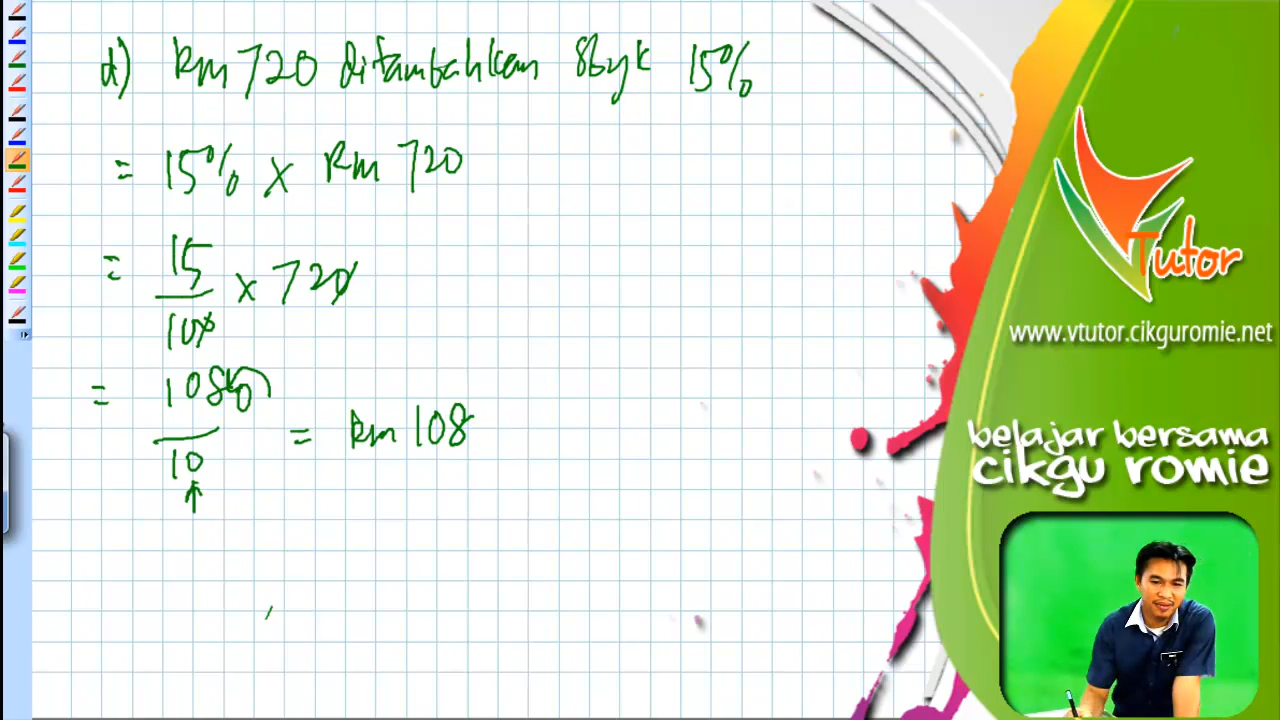 d) RM 720 ditambahkan sbyk 15%
= 15% x RM 720
= 15/100 x 720
= 1080/10 = RM 108
VTutor
www.vtutor.cikguromie.net
belajar bersama
cikgu romie